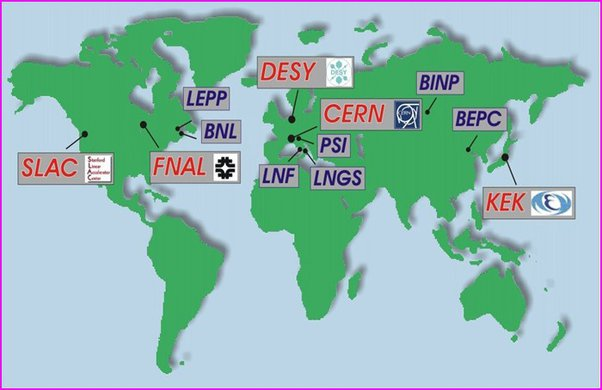 DESY
DESY
BINP
LEPP
CERN
BNL
BEPC
PSI
SLAC
Stanford
Linear
Accelerator
Center
FNAL
LNF
LNGS
KEK